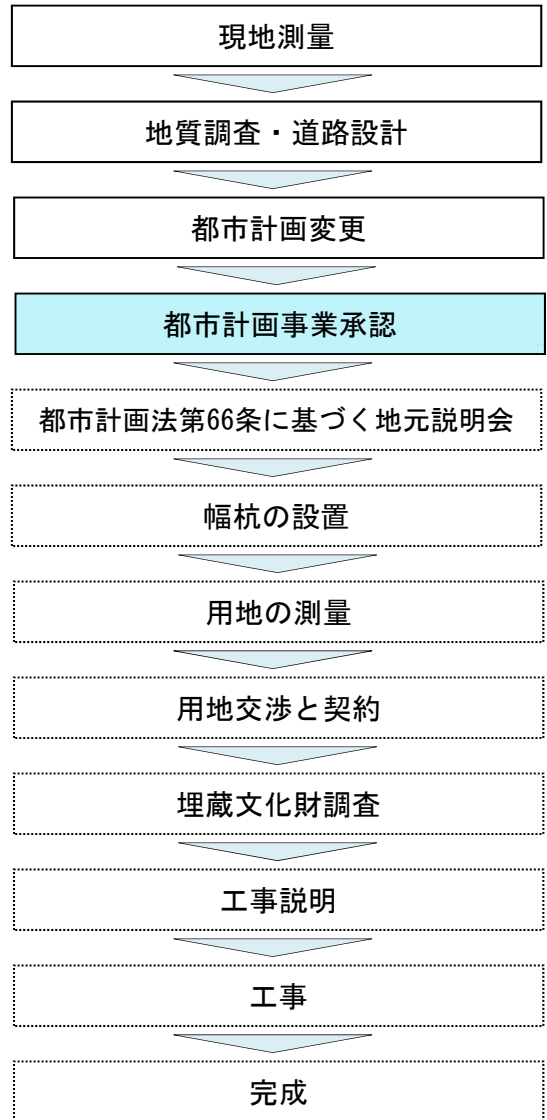 現地測量
地質調査・道路設計
都市計画変更
都市計画事業承認
都市計画法第66条に基づく地元説明会
幅杭の設置
用地の測量
用地交渉と契約
埋蔵文化財調査
工事説明
工事
完成